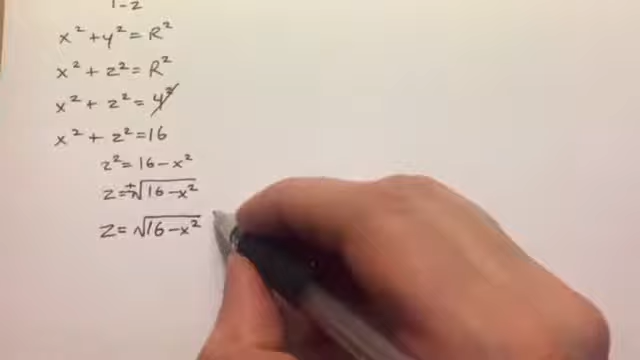 1-z
x² + y² = R²
x² + z² = R²
x² + z² = 4²
x² + z² = 16
z² = 16 - x²
z = ±√16 - x²
z = √16 - x²